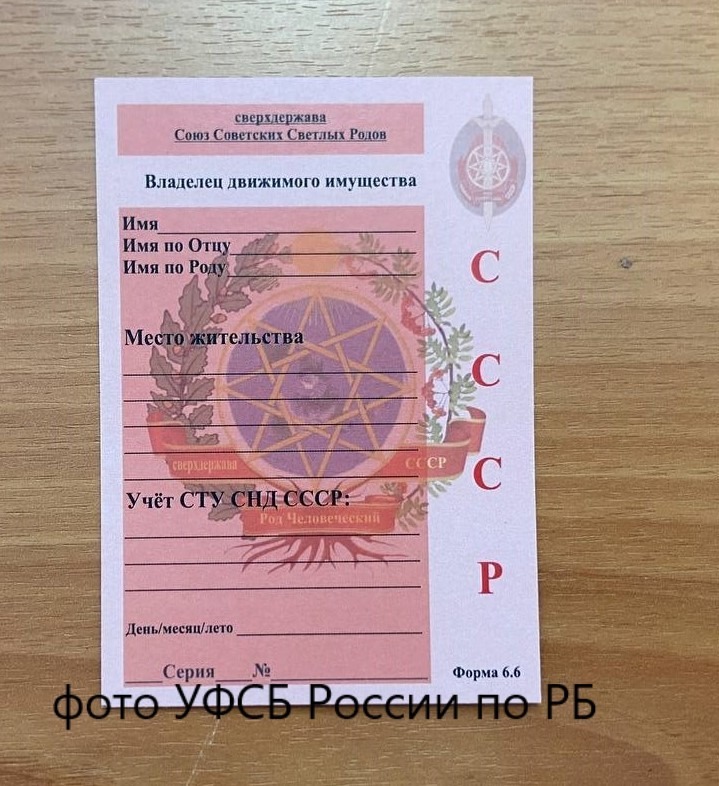 сверхдержава
Союз Советских Светлых Родов
Владелец движимого имущества
Имя
Имя по Отцу
Имя по Роду
Место жительства
сверхдержава
СССР
Учёт СТУ СНД СССР:
Род Человеческий
День/месяц/лето
Серия № 
С
С
С
Р
Форма 6.6
фото УФСБ России по РБ